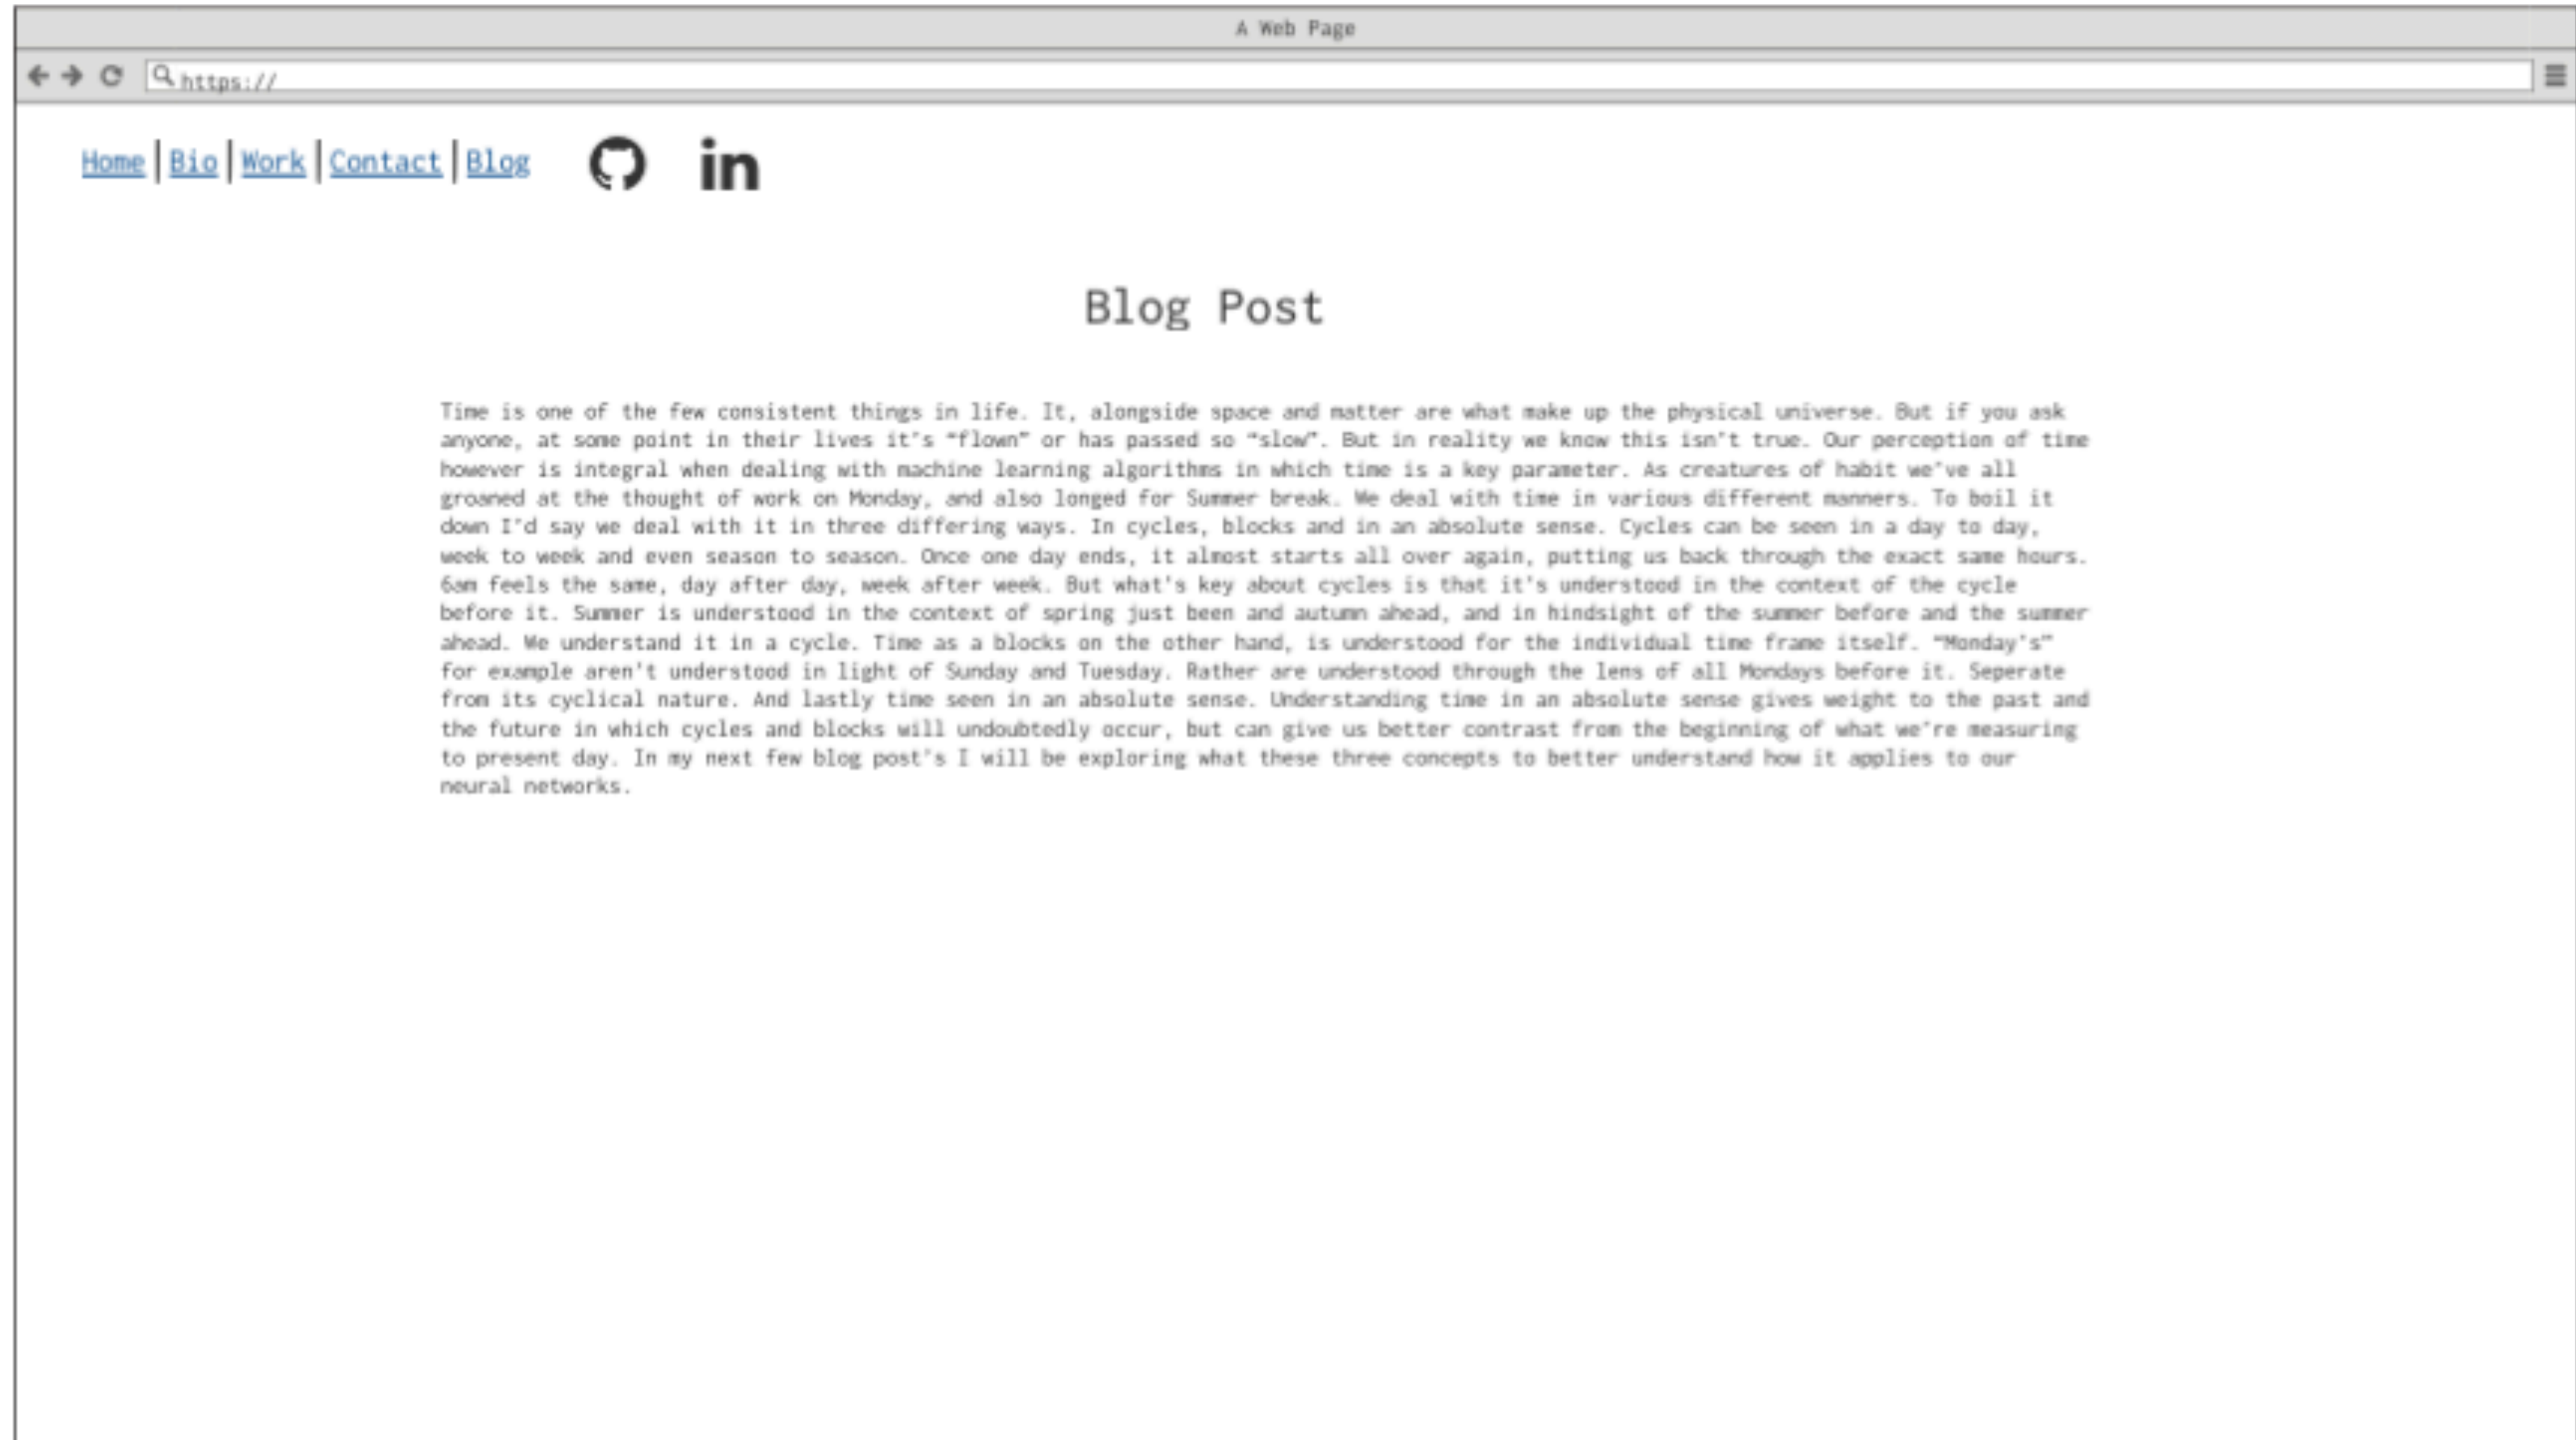 A Web Page
https://
Home | Bio | Work | Contact | Blog in
Blog Post
Time is one of the few consistent things in life. It, alongside space and matter are what make up the physical universe. But if you ask
anyone, at some point in their lives it's “flown” or has passed so “slow”. But in reality we know this isn't true. Our perception of time
however is integral when dealing with machine learning algorithms in which time is a key parameter. As creatures of habit we've all
groaned at the thought of work on Monday, and also longed for Summer break. We deal with time in various different manners. To boil it
down I'd say we deal with it in three differing ways. In cycles, blocks and in an absolute sense. Cycles can be seen in a day to day,
week to week and even season to season. Once one day ends, it almost starts all over again, putting us back through the exact same hours.
6am feels the same, day after day, week after week. But what's key about cycles is that it's understood in the context of the cycle
before it. Summer is understood in the context of spring just been and autumn ahead, and in hindsight of the summer before and the summer
ahead. We understand it in a cycle. Time as a blocks on the other hand, is understood for the individual time frame itself. “Monday's”
for example aren't understood in light of Sunday and Tuesday. Rather are understood through the lens of all Mondays before it. Seperate
from its cyclical nature. And lastly time seen in an absolute sense. Understanding time in an absolute sense gives weight to the past and
the future in which cycles and blocks will undoubtedly occur, but can give us better contrast from the beginning of what we're measuring
to present day. In my next few blog post's I will be exploring what these three concepts to better understand how it applies to our
neural networks.